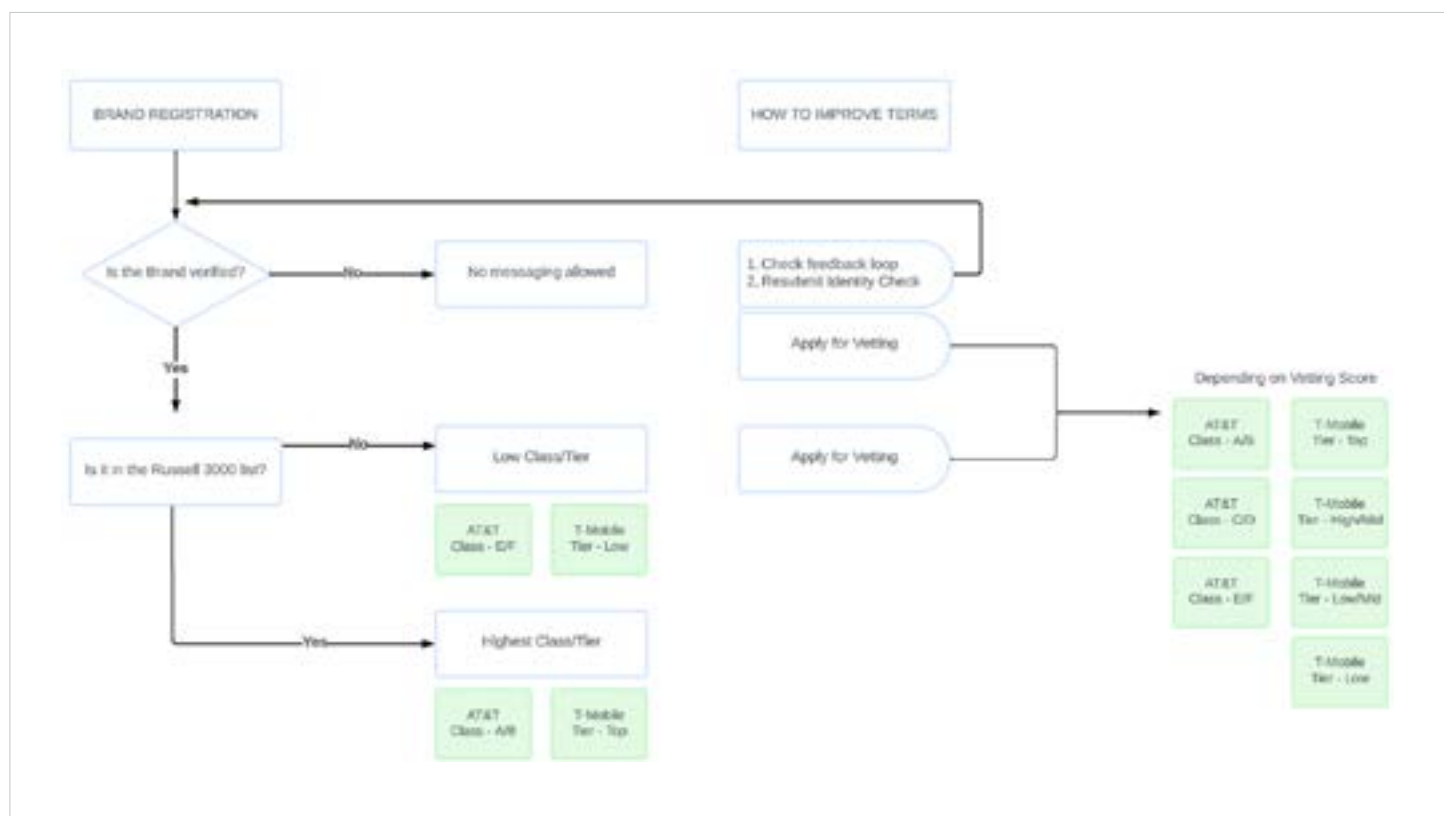 BRAND REGISTRATION
HOW TO IMPROVE TERMS
Is the Brand verified?
No
No messaging allowed
1. Check feedback loop
2. Resubmit Identity Check
Apply for Vetting
Yes
Depending on Vetting Score
Is it in the Russell 3000 list?
No
Low Class/Tier
Apply for Vetting
AT&T
Class - E/F
T-Mobile
Tier - Low
Yes
Highest Class/Tier
AT&T
Class - A/B
T-Mobile
Tier - Top
AT&T
Class - A/B
T-Mobile
Tier - Top
AT&T
Class - C/D
T-Mobile
Tier - High/Mid
AT&T
Class - E/F
T-Mobile
Tier - Low/Mid
T-Mobile
Tier - Low